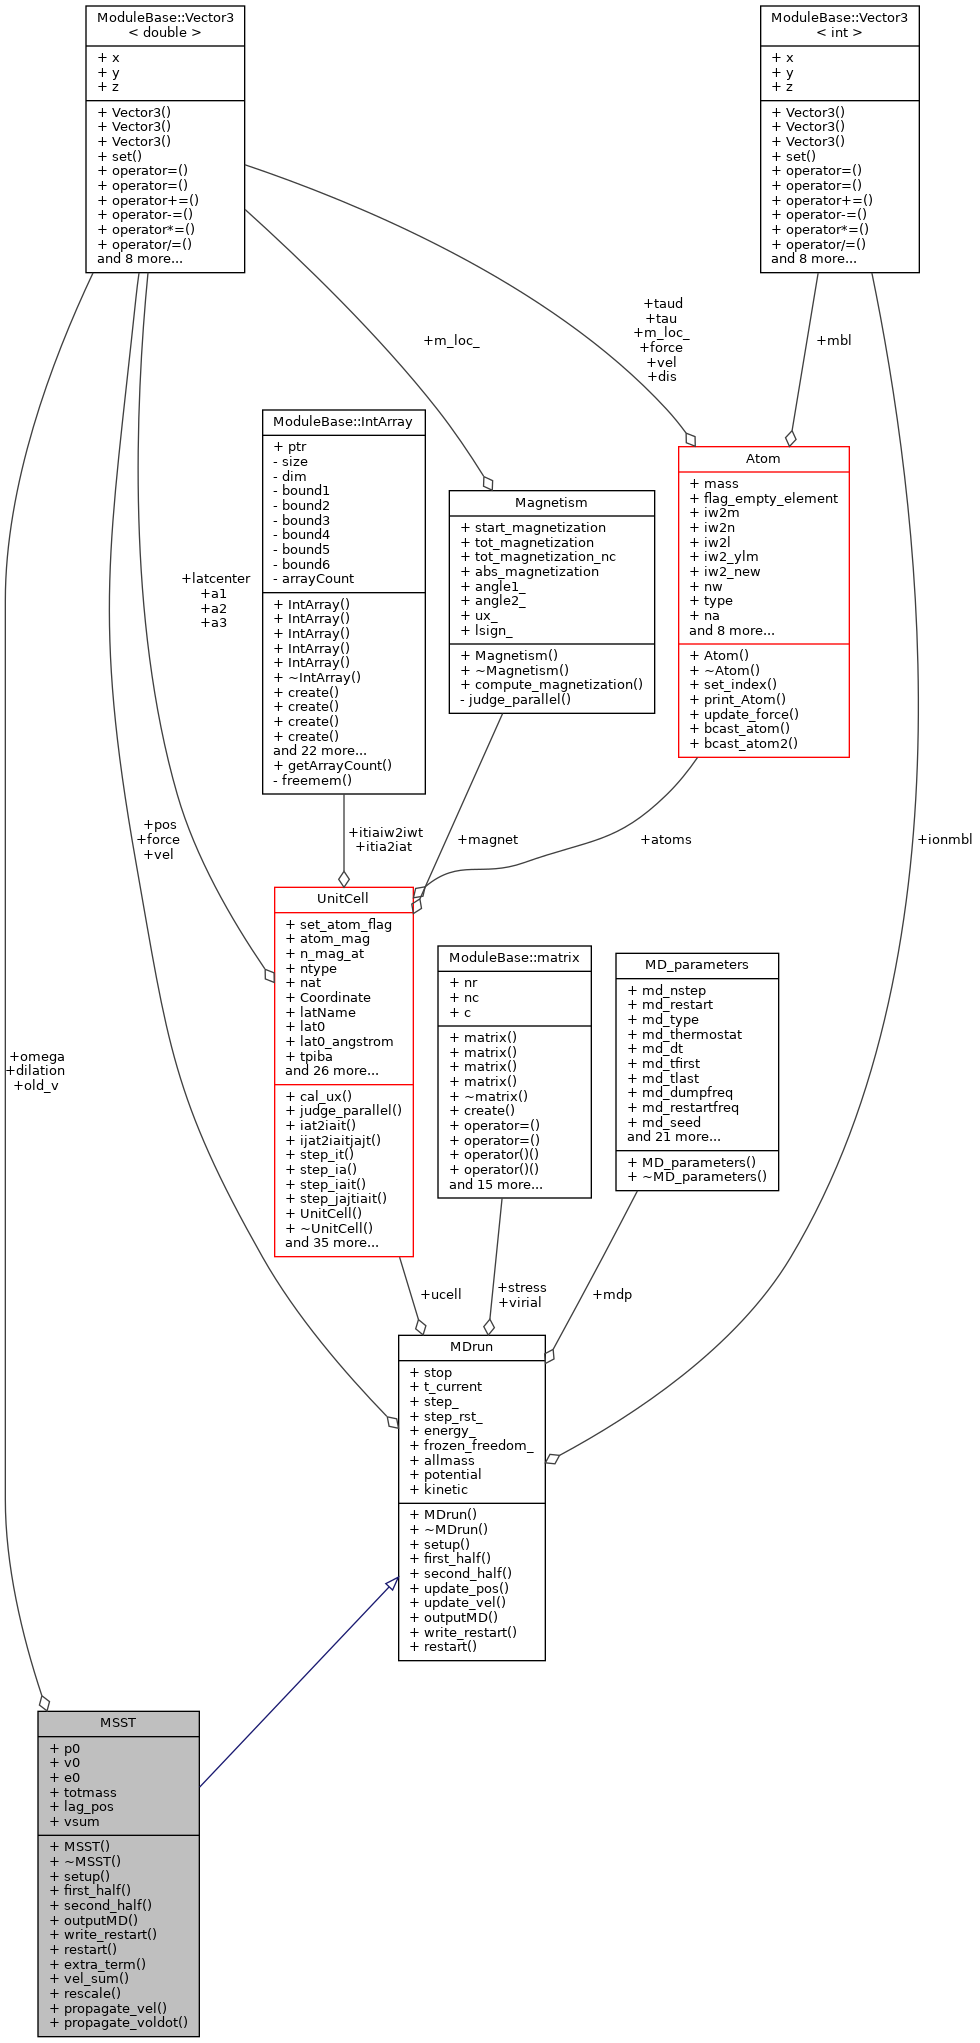 ModuleBase::Vector3
< double >
+ x
+ y
+ z
+ Vector3()
+ Vector3()
+ Vector3()
+ set()
+ operator=()
+ operator=()
+ operator+=()
+ operator-=()
+ operator*=()
+ operator/=()
and 8 more...
ModuleBase::Vector3
< int >
+ x
+ y
+ z
+ Vector3()
+ Vector3()
+ Vector3()
+ set()
+ operator=()
+ operator=()
+ operator+=()
+ operator-=()
+ operator*=()
+ operator/=()
and 8 more...
+taud
+tau
+m_loc_
+force
+vel
+dis
+m_loc_
+mbl
ModuleBase::IntArray
+ ptr
- size
- dim
- bound1
- bound2
- bound3
- bound4
- bound5
- bound6
- arrayCount
+ IntArray()
+ IntArray()
+ IntArray()
+ IntArray()
+ IntArray()
+ ~IntArray()
+ create()
+ create()
+ create()
+ create()
and 22 more...
+ getArrayCount()
- freemem()
Magnetism
+ start_magnetization
+ tot_magnetization
+ tot_magnetization_nc
+ abs_magnetization
+ angle1_
+ angle2_
+ ux_
+ lsign_
+ Magnetism()
+ ~Magnetism()
+ compute_magnetization()
- judge_parallel()
Atom
+ mass
+ flag_empty_element
+ iw2m
+ iw2n
+ iw2l
+ iw2_ylm
+ iw2_new
+ nw
+ type
+ na
and 8 more...
+ Atom()
+ ~Atom()
+ set_index()
+ print_Atom()
+ update_force()
+ bcast_atom()
+ bcast_atom2()
+latcenter
+a1
+a2
+a3
+pos
+force
+vel
+itiaiw2iwt
+itia2iat
+magnet
+atoms
+ionmbl
UnitCell
+ set_atom_flag
+ atom_mag
+ n_mag_at
+ ntype
+ nat
+ Coordinate
+ latName
+ lat0
+ lat0_angstrom
+ tpiba
and 26 more...
+ cal_ux()
+ judge_parallel()
+ iat2iait()
+ ijat2iaitjajt()
+ step_it()
+ step_ia()
+ step_iait()
+ step_jajtiait()
+ UnitCell()
+ ~UnitCell()
and 35 more...
ModuleBase::matrix
+ nr
+ nc
+ c
+ matrix()
+ matrix()
+ matrix()
+ matrix()
+ ~matrix()
+ create()
+ operator=()
+ operator=()
+ operator()()
+ operator()()
and 15 more...
MD_parameters
+ md_nstep
+ md_restart
+ md_type
+ md_thermostat
+ md_dt
+ md_tfirst
+ md_tlast
+ md_dumpfreq
+ md_restartfreq
+ md_seed
and 21 more...
+ MD_parameters()
+ ~MD_parameters()
+omega
+dilation
+old_v
+ucell
+stress
+virial
+mdp
MDrun
+ stop
+ t_current
+ step_
+ step_rst_
+ energy_
+ frozen_freedom_
+ allmass
+ potential
+ kinetic
+ MDrun()
+ ~MDrun()
+ setup()
+ first_half()
+ second_half()
+ update_pos()
+ update_vel()
+ outputMD()
+ write_restart()
+ restart()
MSST
+ p0
+ v0
+ e0
+ totmass
+ lag_pos
+ vsum
+ MSST()
+ ~MSST()
+ setup()
+ first_half()
+ second_half()
+ outputMD()
+ write_restart()
+ restart()
+ extra_term()
+ vel_sum()
+ rescale()
+ propagate_vel()
+ propagate_voldot()